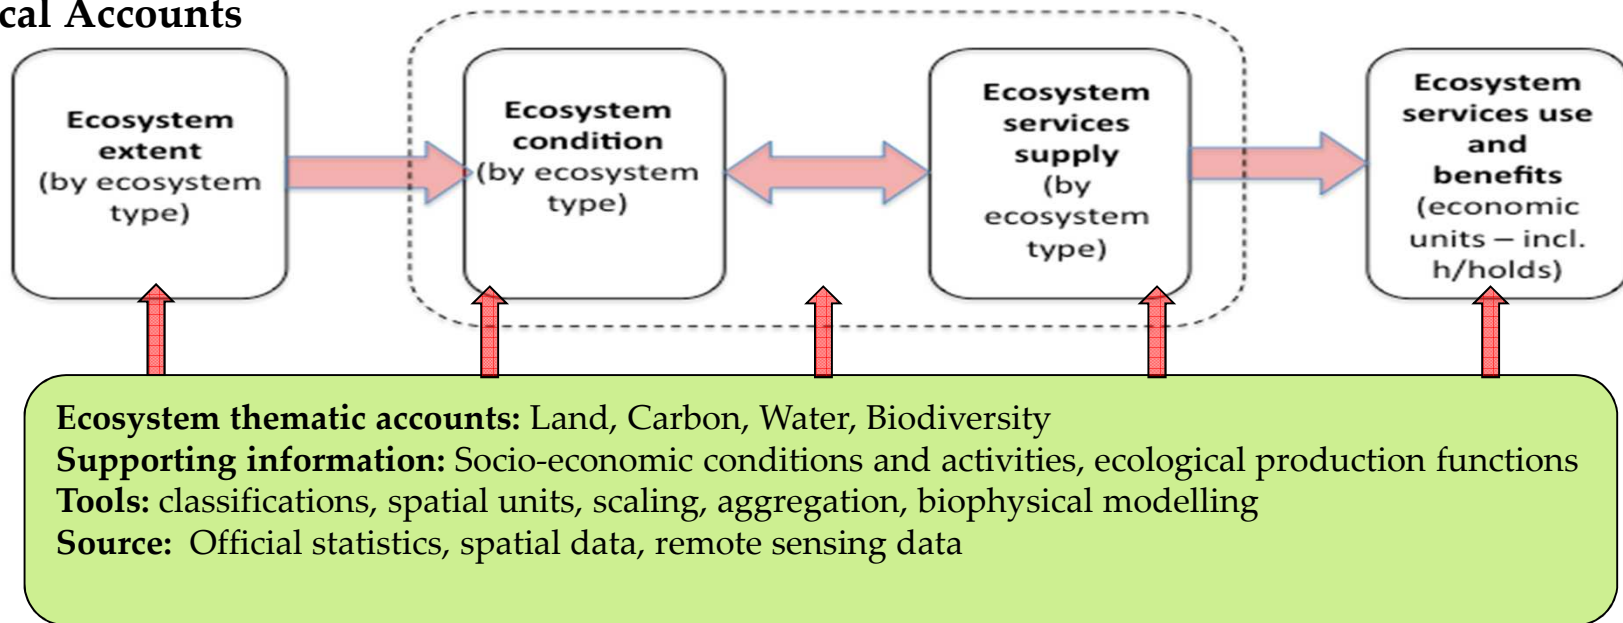 cal Accounts
Ecosystem
extent
(by ecosystem
type)
Ecosystem
condition
(by ecosystem
type)
Ecosystem
services
supply
(by
ecosystem
type)
Ecosystem
services use
and
benefits
(economic
units – incl.
h/holds)
Ecosystem thematic accounts: Land, Carbon, Water, Biodiversity
Supporting information: Socio-economic conditions and activities, ecological production functions
Tools: classifications, spatial units, scaling, aggregation, biophysical modelling
Source: Official statistics, spatial data, remote sensing data